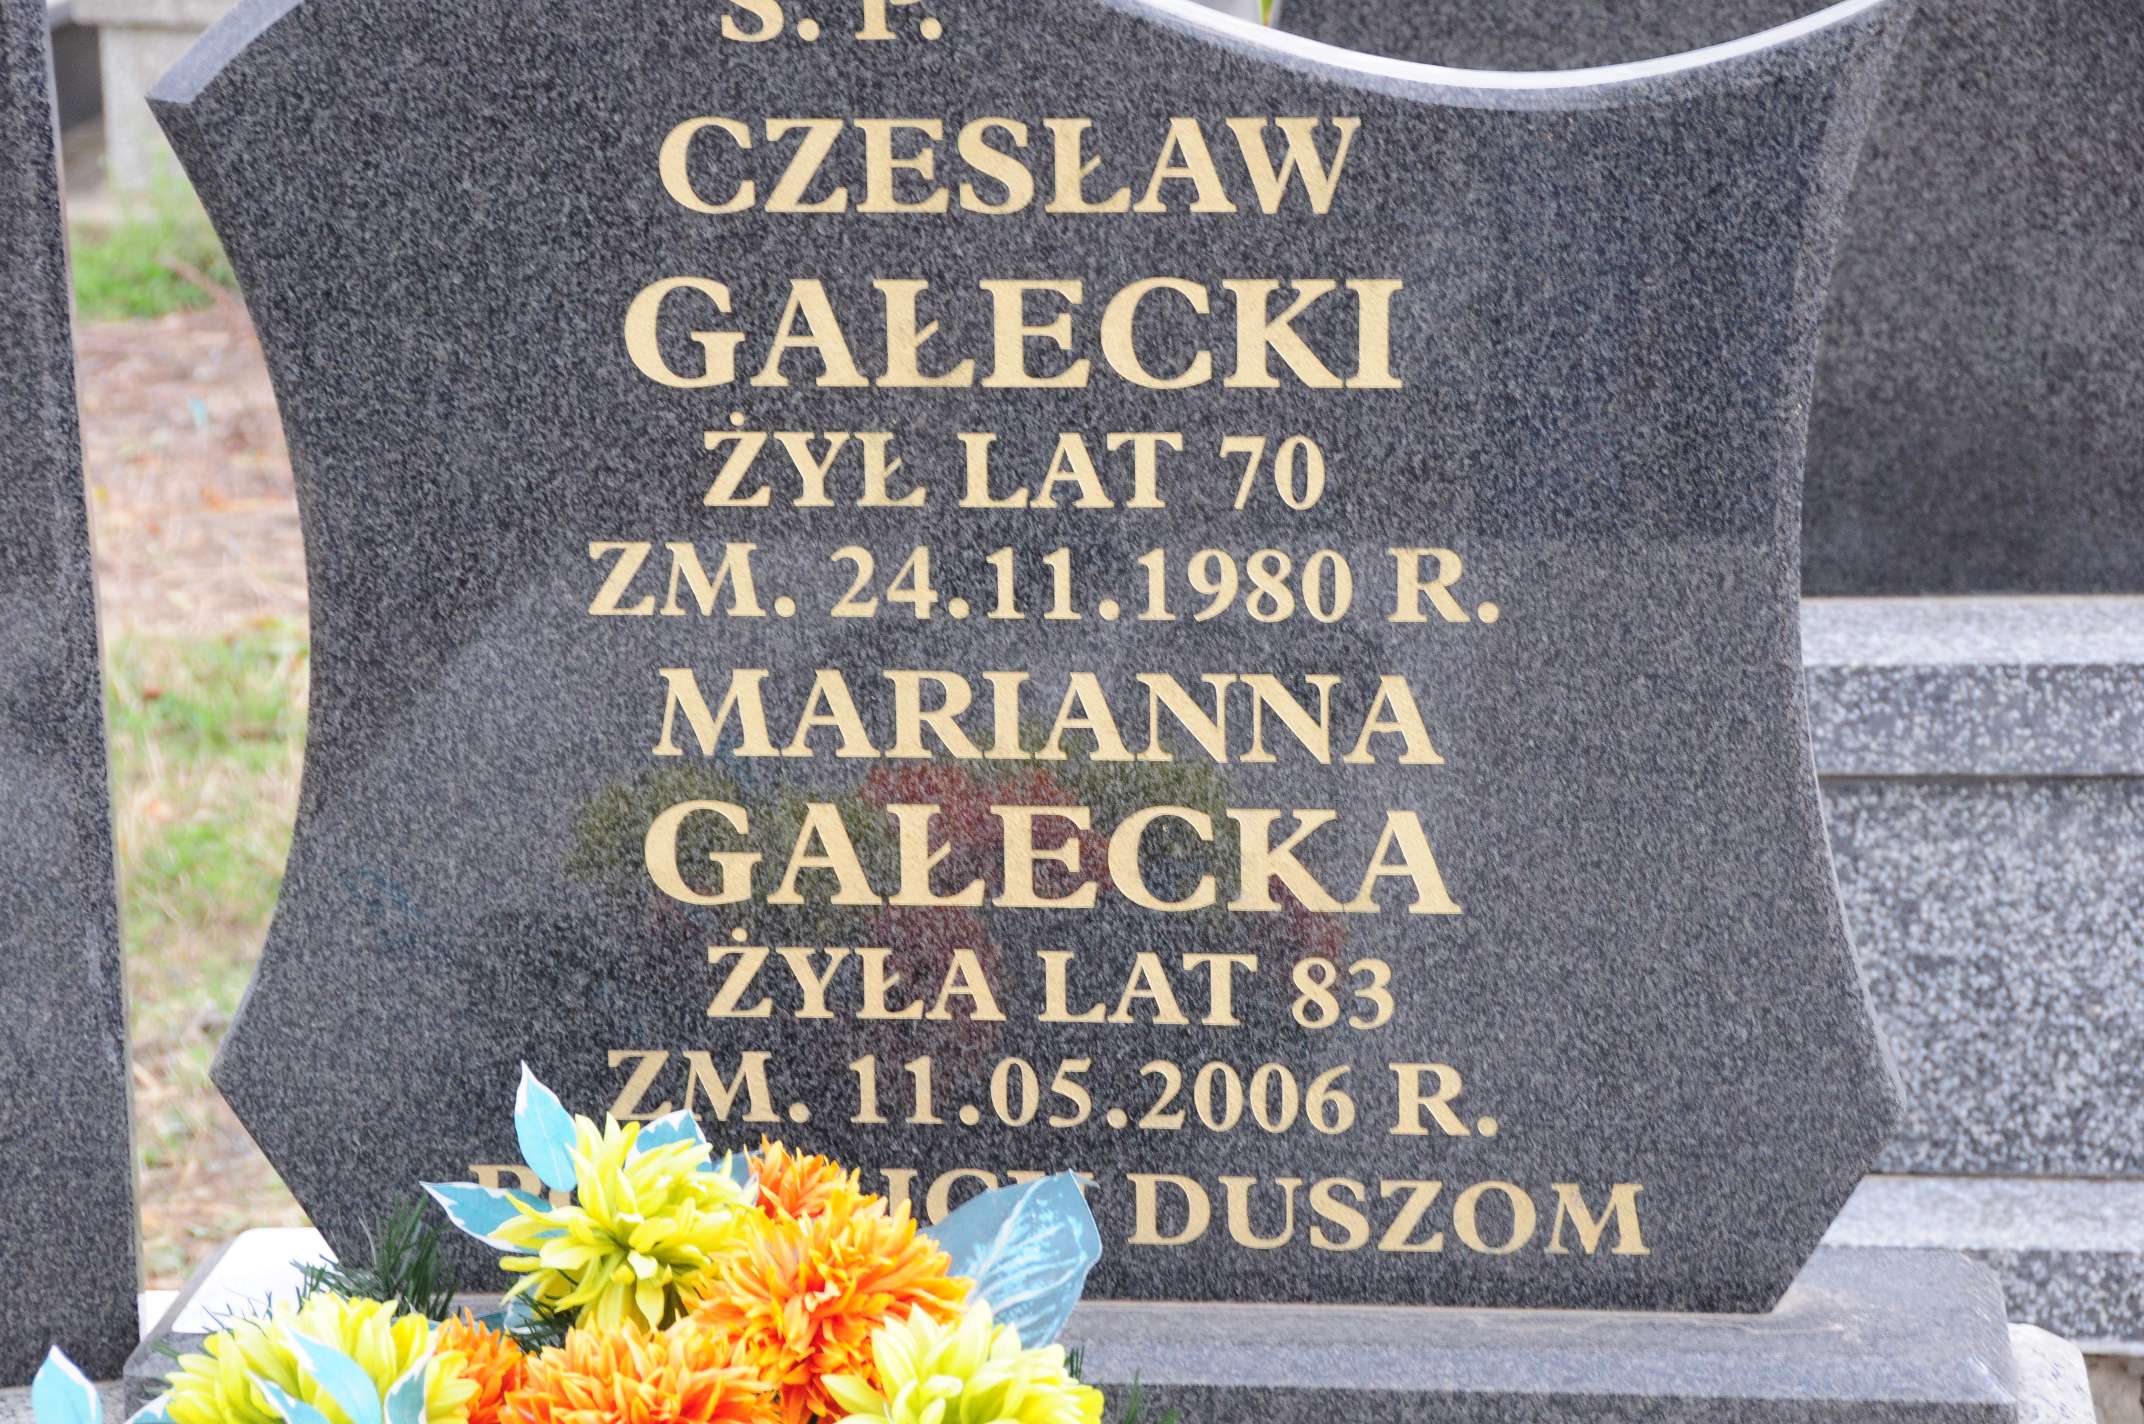 Ś. P.
CZESŁAW
GAŁECKI
ŻYŁ LAT 70
ZM. 24.11.1980 R.
MARIANNA
GAŁECKA
ŻYŁA LAT 83
ZM. 11.05.2006 R.
DUSZOM